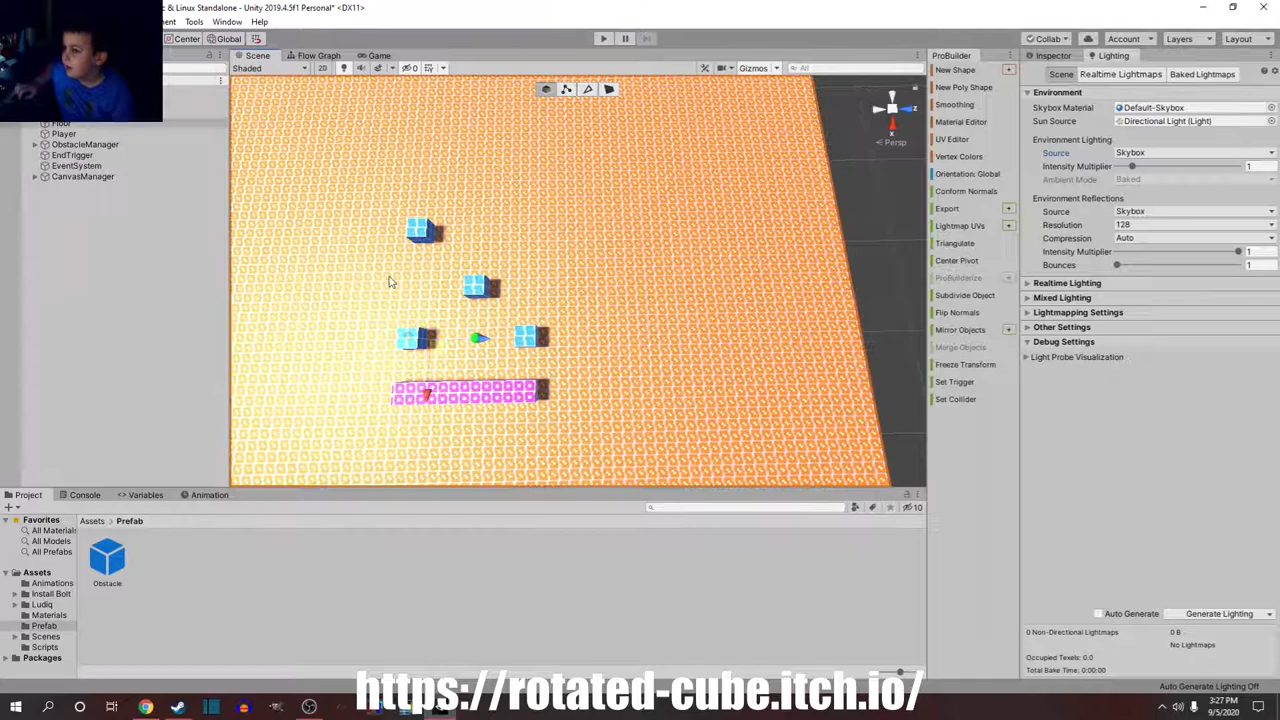 c & Linux Standalone - Unity 2019.4.5f1 Personal* <DX11>
Tools Window Help
Center Global Collab Account Layers Layout
Scene Flow Graph Game
Shaded 2D 0 Gizmos All
Persp
Player
ObstacleManager
EndTrigger
EventSystem
CanvasManager
ProBuilder
New Shape
New Poly Shape
Smoothing
Material Editor
UV Editor
Vertex Colors
Orientation: Global
Conform Normals
Export
Lightmap UVs
Triangulate
Center Pivot
ProBuilderize
Subdivide Object
Flip Normals
Mirror Objects
Merge Objects
Freeze Transform
Set Trigger
Set Collider
Inspector Lighting
Scene Realtime Lightmaps Baked Lightmaps
Environment
Skybox Material Default-Skybox
Sun Source Directional Light (Light)
Environment Lighting
Source Skybox
Intensity Multiplier 1
Ambient Mode Baked
Environment Reflections
Source Skybox
Resolution 128
Compression Auto
Intensity Multiplier 1
Bounces 1
Realtime Lighting
Mixed Lighting
Lightmapping Settings
Other Settings
Debug Settings
Light Probe Visualization
Auto Generate Generate Lighting
0 Non-Directional Lightmaps 0 B
No Lightmaps
Occupied Texels: 0.0
Total Bake Time: 0:00:00
Auto Generate Lighting Off
Project Console Variables Animation
10
Favorites
All Materials
All Models
All Prefabs
Assets
Animations
Install Bolt
Ludiq
Materials
Prefab
Scenes
Scripts
Packages
Assets Prefab
Obstacle
https://rotated-cube.itch.io/
3:27 PM
9/5/2020